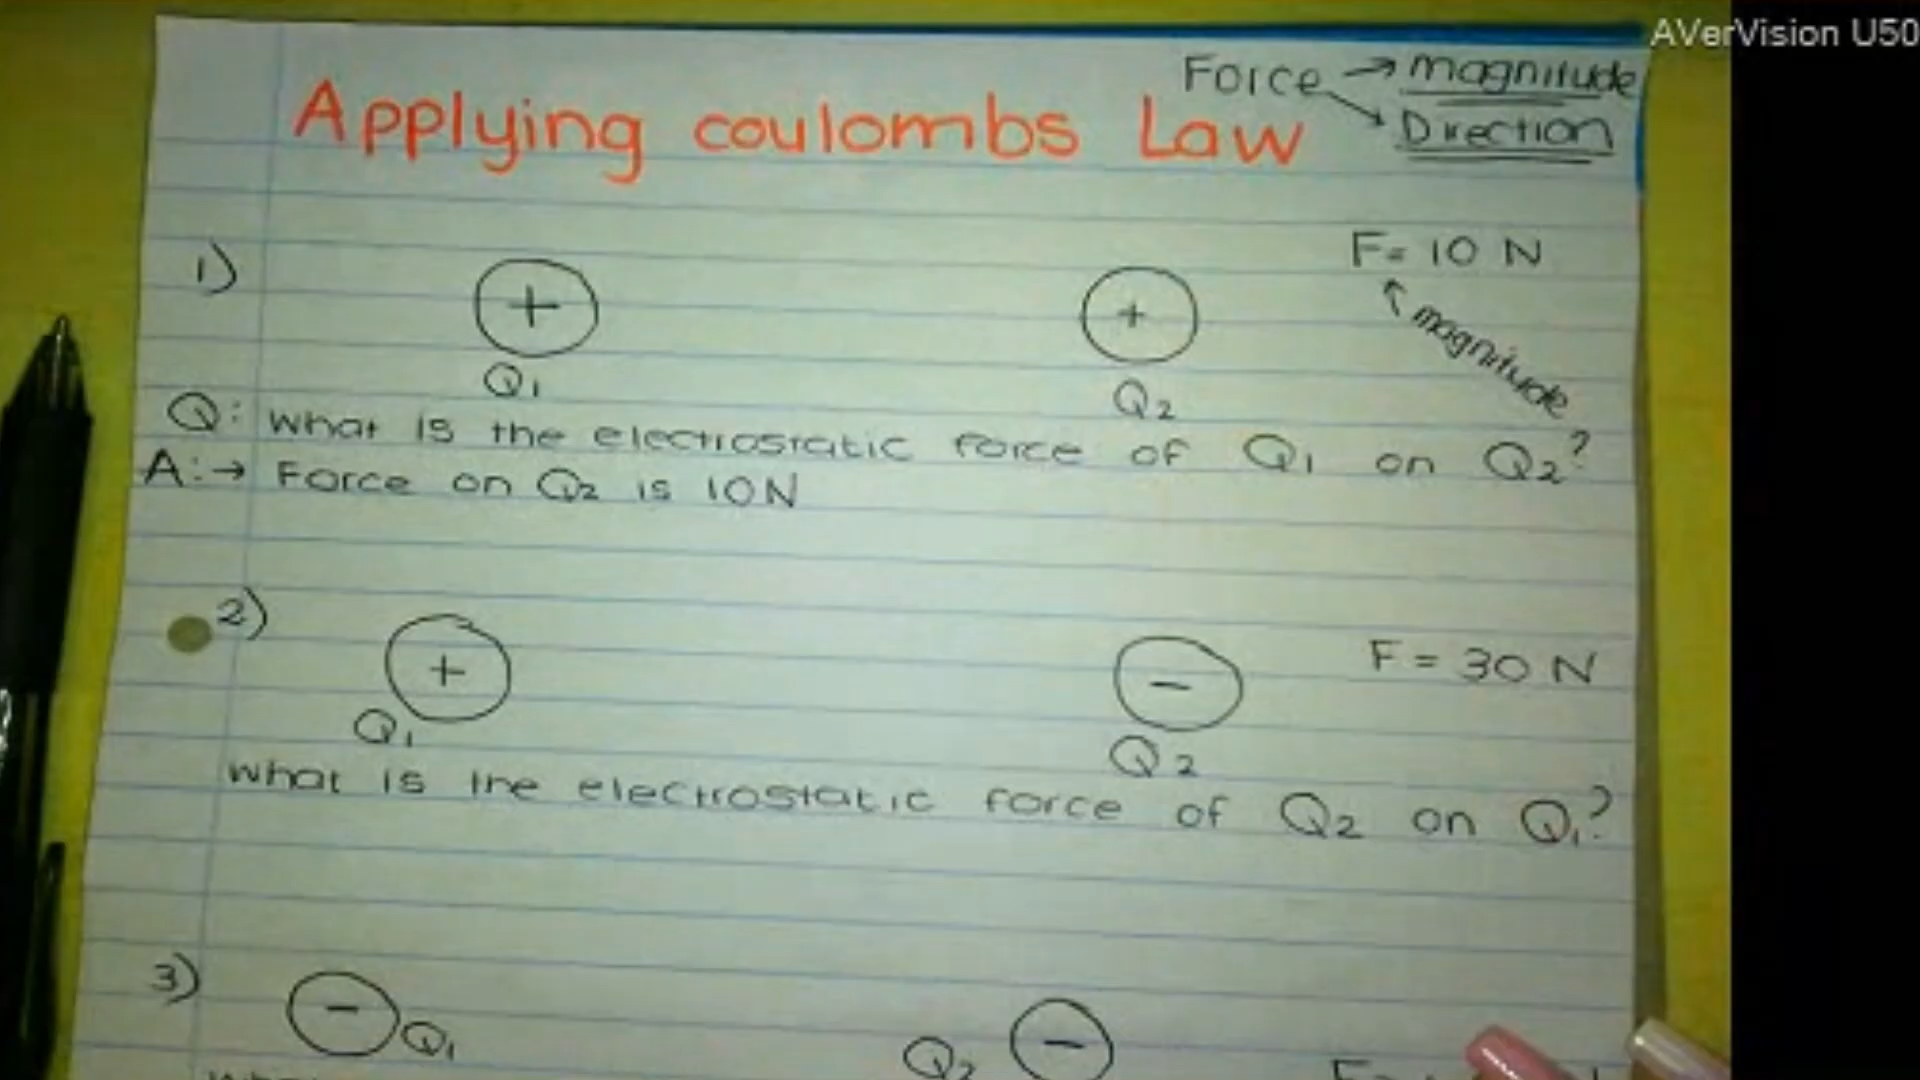 AVerVision U50
Force → magnitude
Direction
Applying coulombs Law
1)
+
+
F= 10 N
magnitude
Q1
Q2
Q: What is the electrostatic force of Q1 on Q2?
A: → Force on Q2 is 10N
2)
+
-
F = 30 N
Q1
Q2
What is the electrostatic force of Q2 on Q1?
3)
- Q1
Q2 -